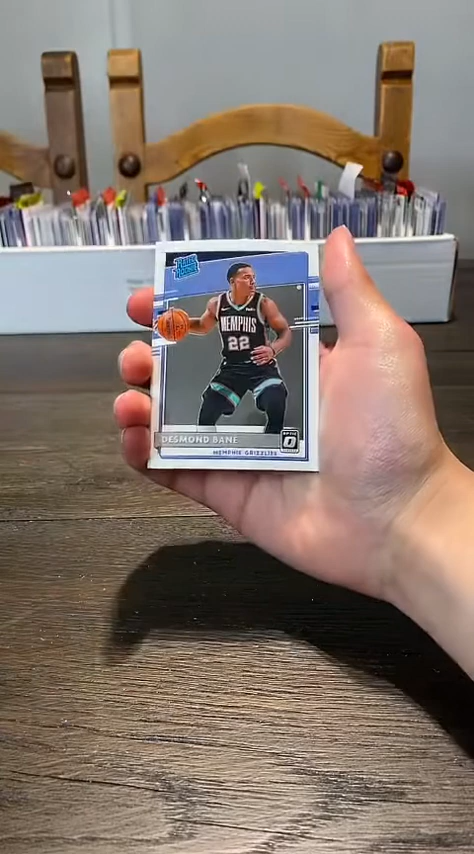 RATED
ROOKIE
MEMPHIS
22
DESMOND BANE
MEMPHIS GRIZZLIES